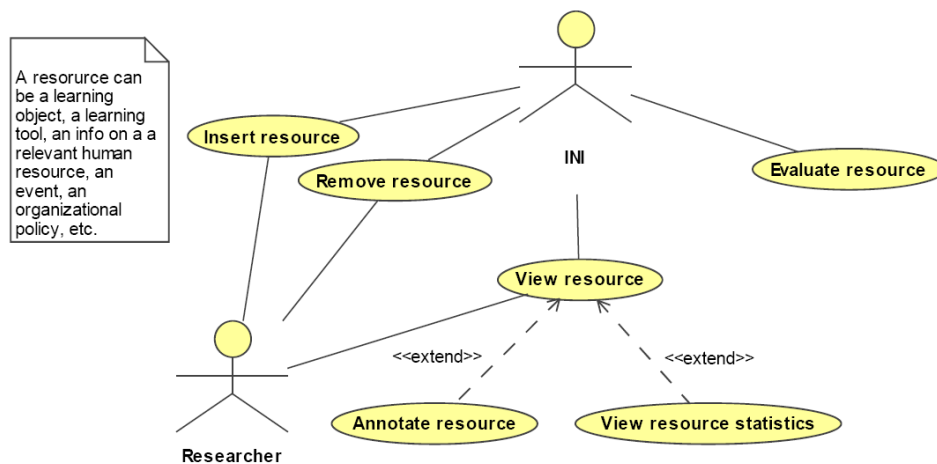 A resorurce can
be a learning
object, a learning
tool, an info on a a
relevant human
resource, an
event, an
organizational
policy, etc.
Insert resource
Remove resource
INI
Evaluate resource
View resource
<<extend>>
<<extend>>
Annotate resource
View resource statistics
Researcher